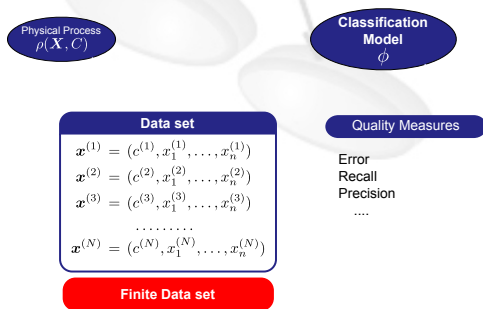 Physical Process
ρ(X, C)
Classification
Model
ϕ
Data set
x^{(1)} = (c^{(1)}, x_1^{(1)}, . . . , x_n^{(1)})
x^{(2)} = (c^{(2)}, x_1^{(2)}, . . . , x_n^{(2)})
x^{(3)} = (c^{(3)}, x_1^{(3)}, . . . , x_n^{(3)})
. . . . . . . . .
x^{(N)} = (c^{(N)}, x_1^{(N)}, . . . , x_n^{(N)})
Finite Data set
Quality Measures
Error
Recall
Precision
....